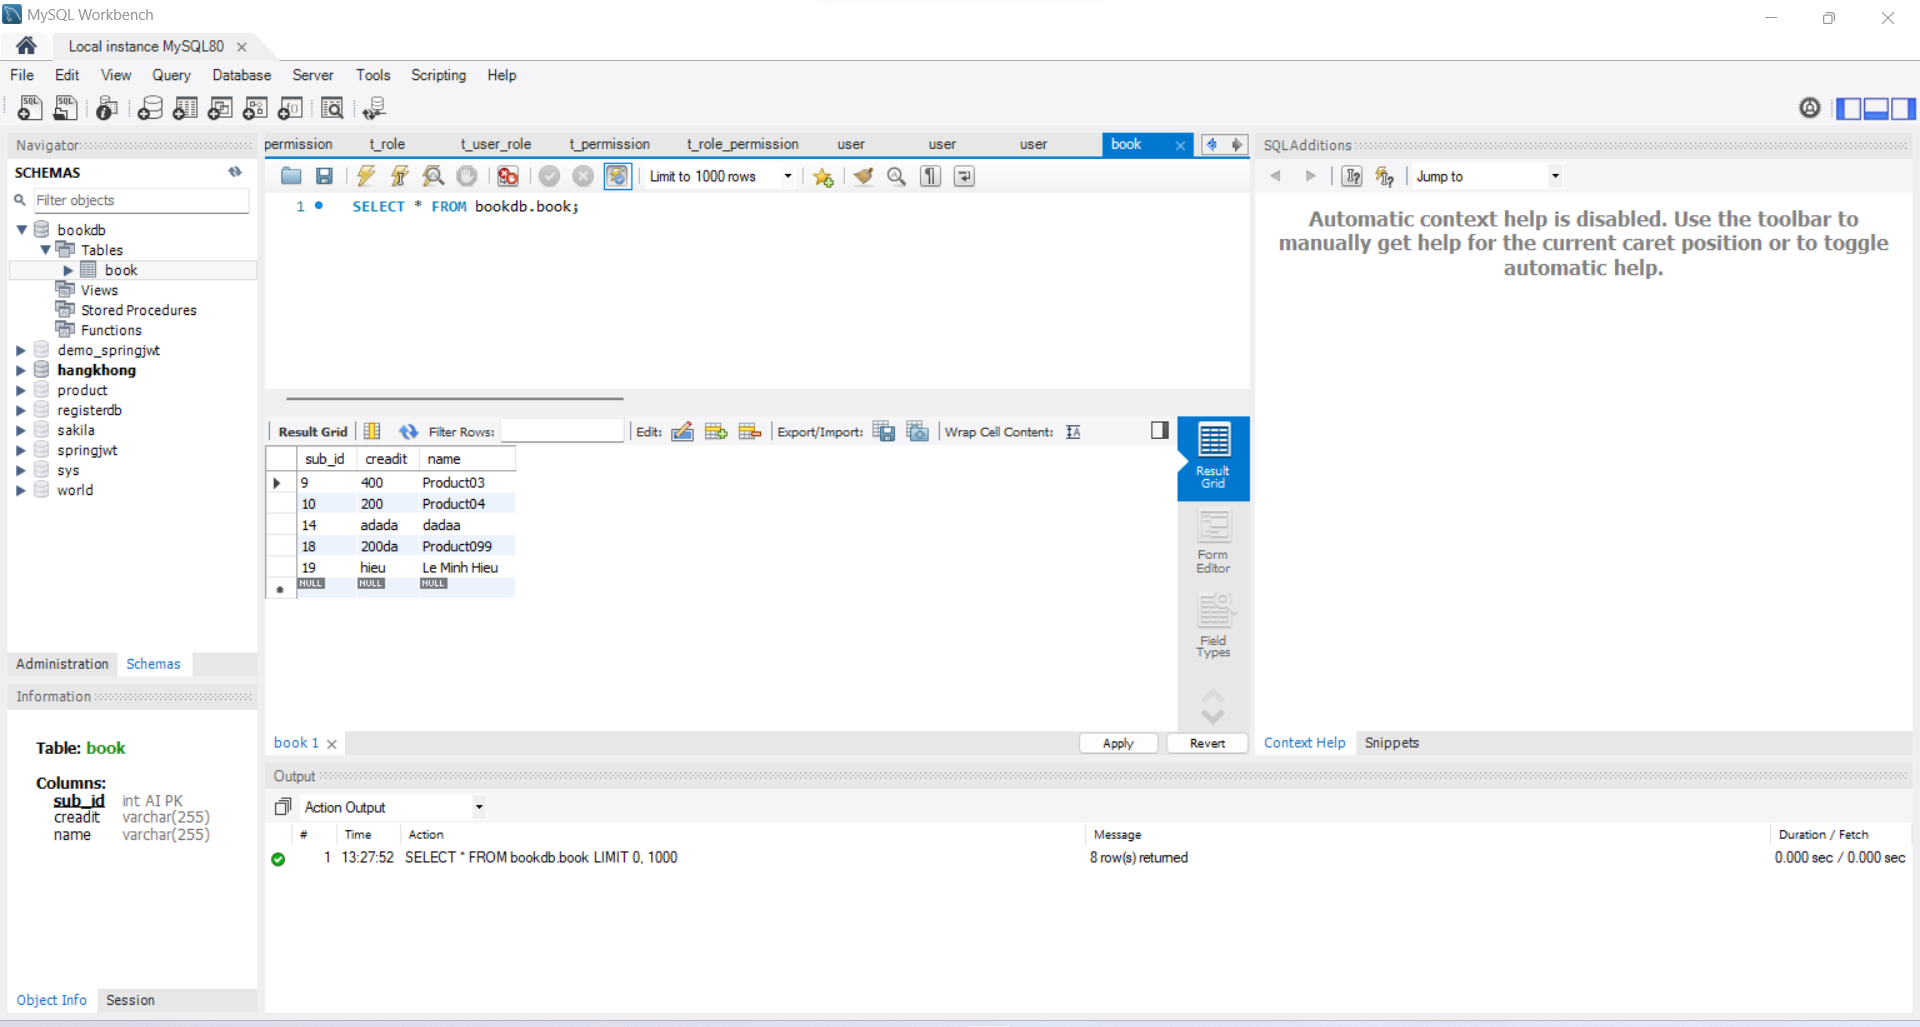 MySQL Workbench
Local instance MySQL80
File Edit View Query Database Server Tools Scripting Help
Navigator
SCHEMAS
Filter objects
bookdb
Tables
book
Views
Stored Procedures
Functions
demo_springjwt
hangkhong
product
registerdb
sakila
springjwt
sys
world
Administration Schemas
Information
Table: book
Columns:
sub_id int AI PK
creadit varchar(255)
name varchar(255)
Object Info Session
permission t_role t_user_role t_permission t_role_permission user user user book
Limit to 1000 rows
1 SELECT * FROM bookdb.book;
Result Grid Filter Rows: Edit: Export/Import: Wrap Cell Content:
sub_id creadit name
9 400 Product03
10 200 Product04
14 adada dadaa
18 200da Product099
19 hieu Le Minh Hieu
NULL NULL NULL
Result Grid
Form Editor
Field Types
book 1 Apply Revert
SQLAdditions
Jump to
Automatic context help is disabled. Use the toolbar to
manually get help for the current caret position or to toggle
automatic help.
Context Help Snippets
Output
Action Output
# Time Action Message Duration / Fetch
1 13:27:52 SELECT * FROM bookdb.book LIMIT 0, 1000 8 row(s) returned 0.000 sec / 0.000 sec